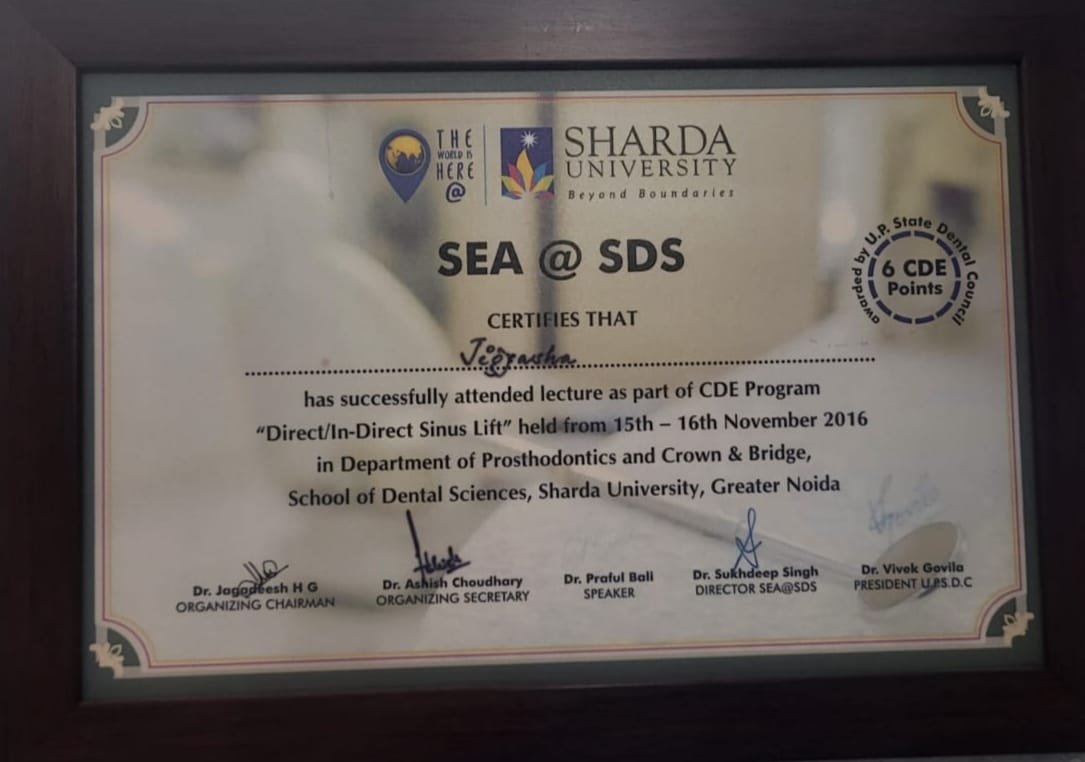 THE
WORLD IS
HERE
@
SHARDA
UNIVERSITY
Beyond Boundaries
SEA @ SDS
awarded by U.P. State Dental Council
6 CDE
Points
CERTIFIES THAT
has successfully attended lecture as part of CDE Program
“Direct/In-Direct Sinus Lift” held from 15th – 16th November 2016
in Department of Prosthodontics and Crown & Bridge,
School of Dental Sciences, Sharda University, Greater Noida
Dr. Jagadeesh H G
ORGANIZING CHAIRMAN
Dr. Ashish Choudhary
ORGANIZING SECRETARY
Dr. Praful Bali
SPEAKER
Dr. Sukhdeep Singh
DIRECTOR SEA@SDS
Dr. Vivek Govila
PRESIDENT U.P.S.D.C